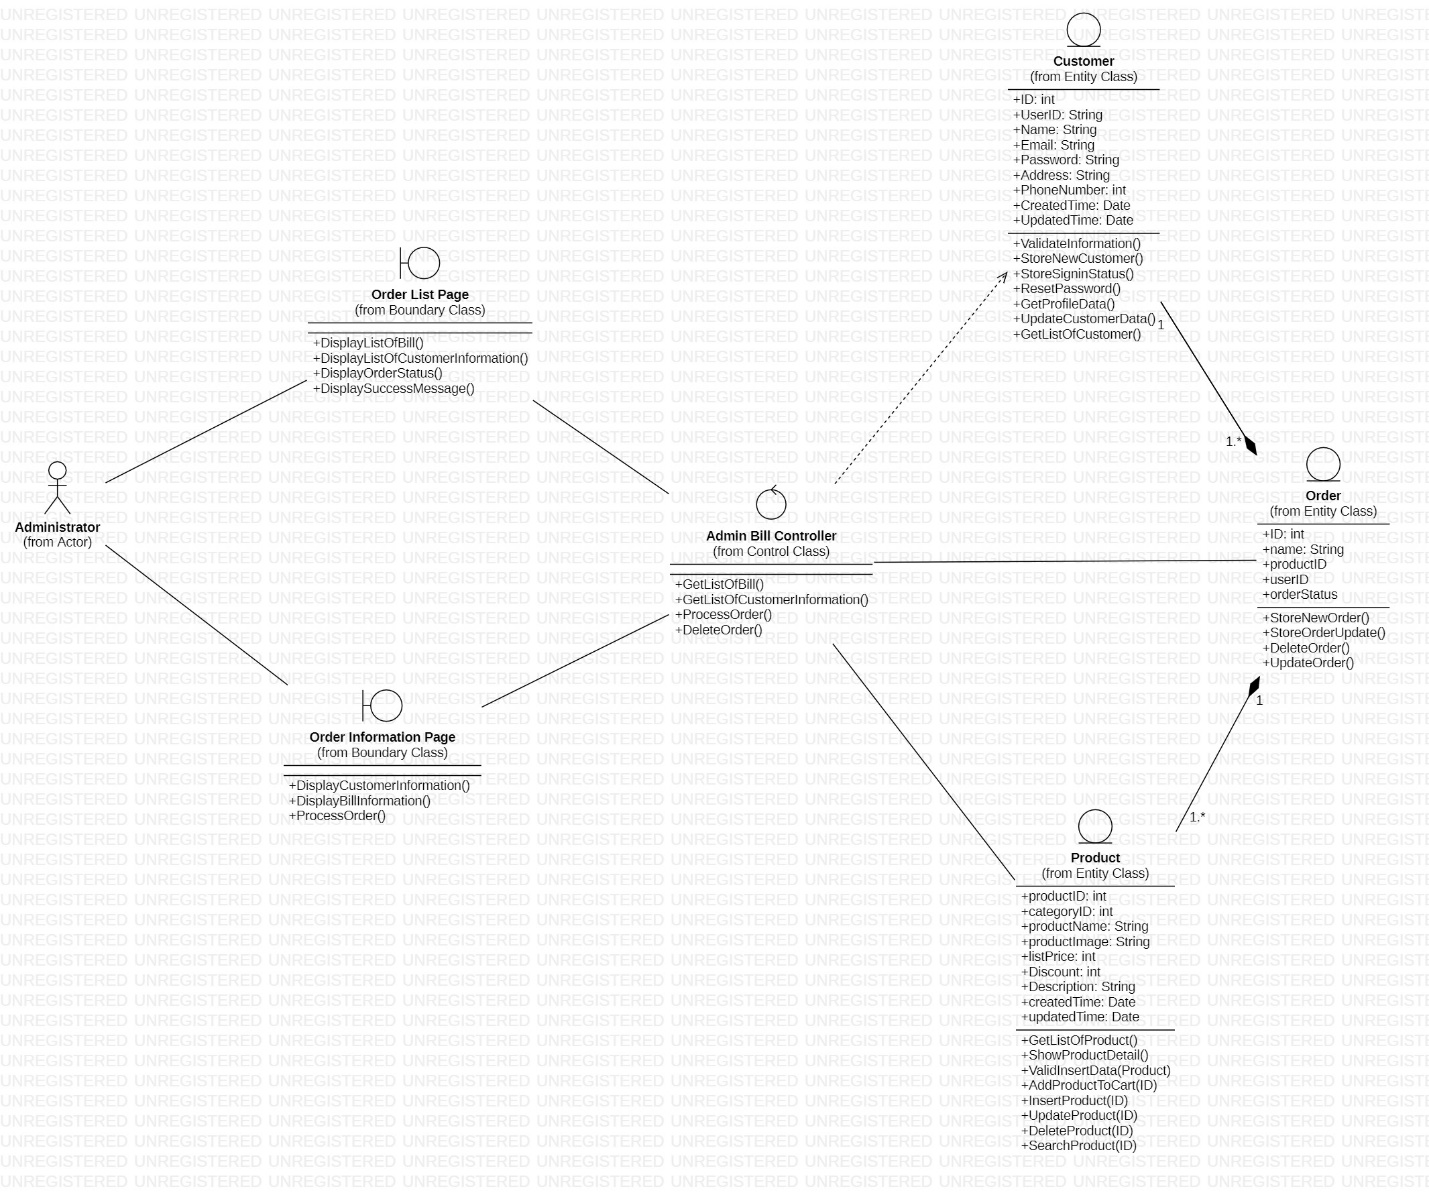 Customer
(from Entity Class)
+ID: int
+UserID: String
+Name: String
+Email: String
+Password: String
+Address: String
+PhoneNumber: int
+CreatedTime: Date
+UpdatedTime: Date
+ValidateInformation()
+StoreNewCustomer()
+StoreSigninStatus()
+ResetPassword()
+GetProfileData()
+UpdateCustomerData()
+GetListOfCustomer()
1
1.*
Order List Page
(from Boundary Class)
+DisplayListOfBill()
+DisplayListOfCustomerInformation()
+DisplayOrderStatus()
+DisplaySuccessMessage()
Administrator
(from Actor)
Admin Bill Controller
(from Control Class)
+GetListOfBill()
+GetListOfCustomerInformation()
+ProcessOrder()
+DeleteOrder()
Order
(from Entity Class)
+ID: int
+name: String
+productID
+userID
+orderStatus
+StoreNewOrder()
+StoreOrderUpdate()
+DeleteOrder()
+UpdateOrder()
1
1.*
Order Information Page
(from Boundary Class)
+DisplayCustomerInformation()
+DisplayBillInformation()
+ProcessOrder()
Product
(from Entity Class)
+productID: int
+categoryID: int
+productName: String
+productImage: String
+listPrice: int
+Discount: int
+Description: String
+createdTime: Date
+updatedTime: Date
+GetListOfProduct()
+ShowProductDetail()
+ValidInsertData(Product)
+AddProductToCart(ID)
+InsertProduct(ID)
+UpdateProduct(ID)
+DeleteProduct(ID)
+SearchProduct(ID)
UNREGISTERED